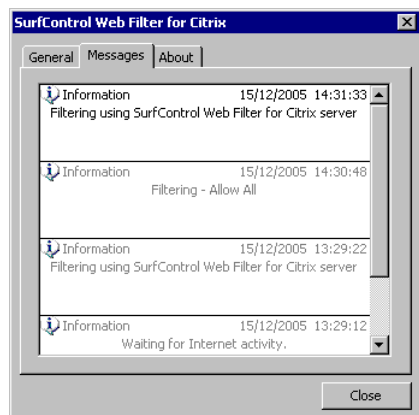 SurfControl Web Filter for Citrix
General Messages About
Information 15/12/2005 14:31:33
Filtering using SurfControl Web Filter for Citrix server
Information 15/12/2005 14:30:48
Filtering - Allow All
Information 15/12/2005 13:29:22
Filtering using SurfControl Web Filter for Citrix server
Information 15/12/2005 13:29:12
Waiting for Internet activity.
Close